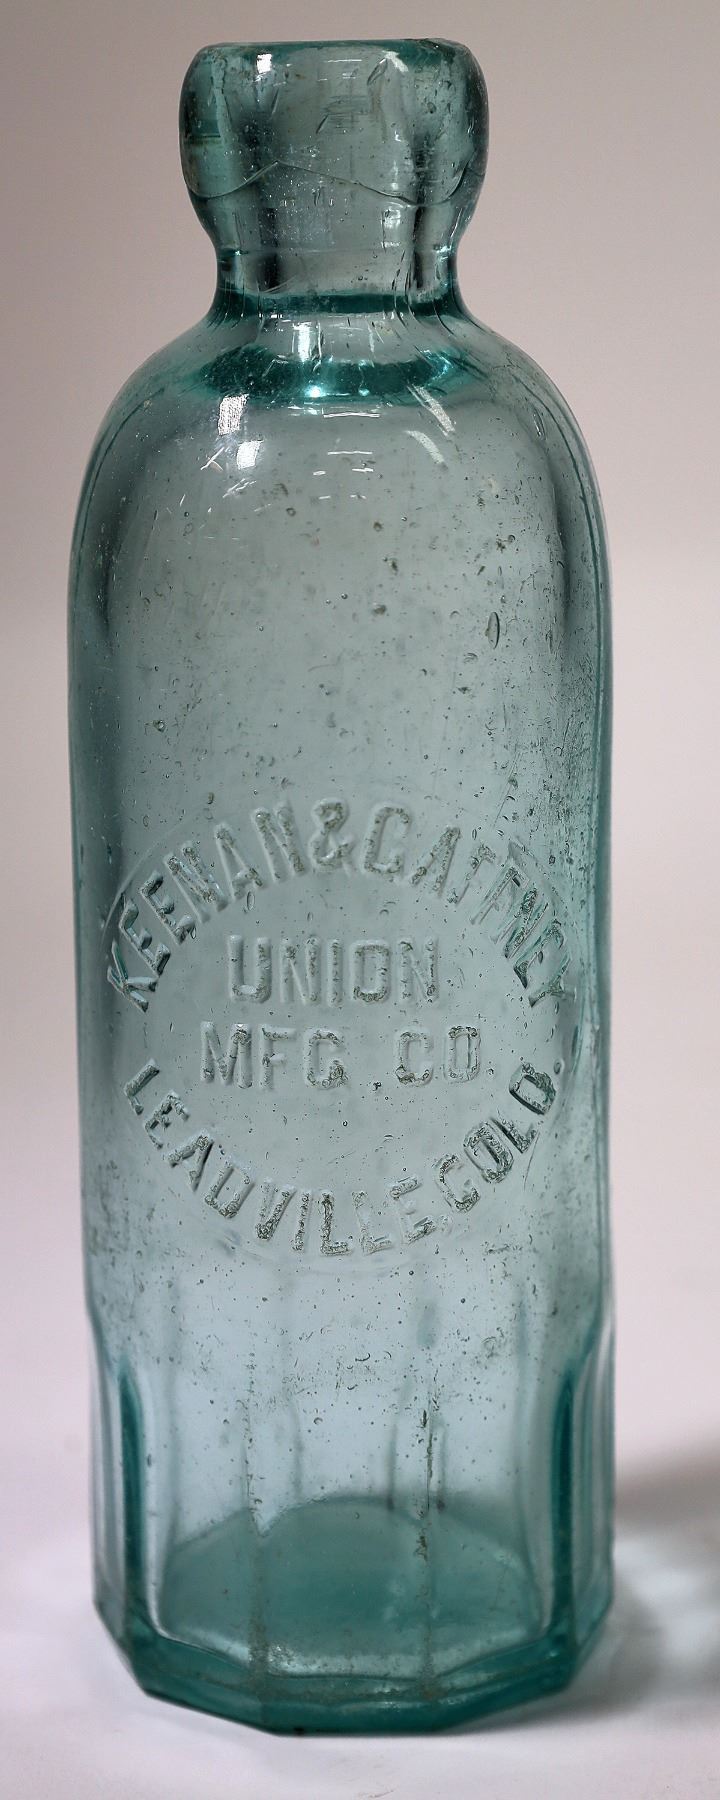 KEENAN & GAFFNEY
UNION
MFG. CO.
LEADVILLE, COLO.